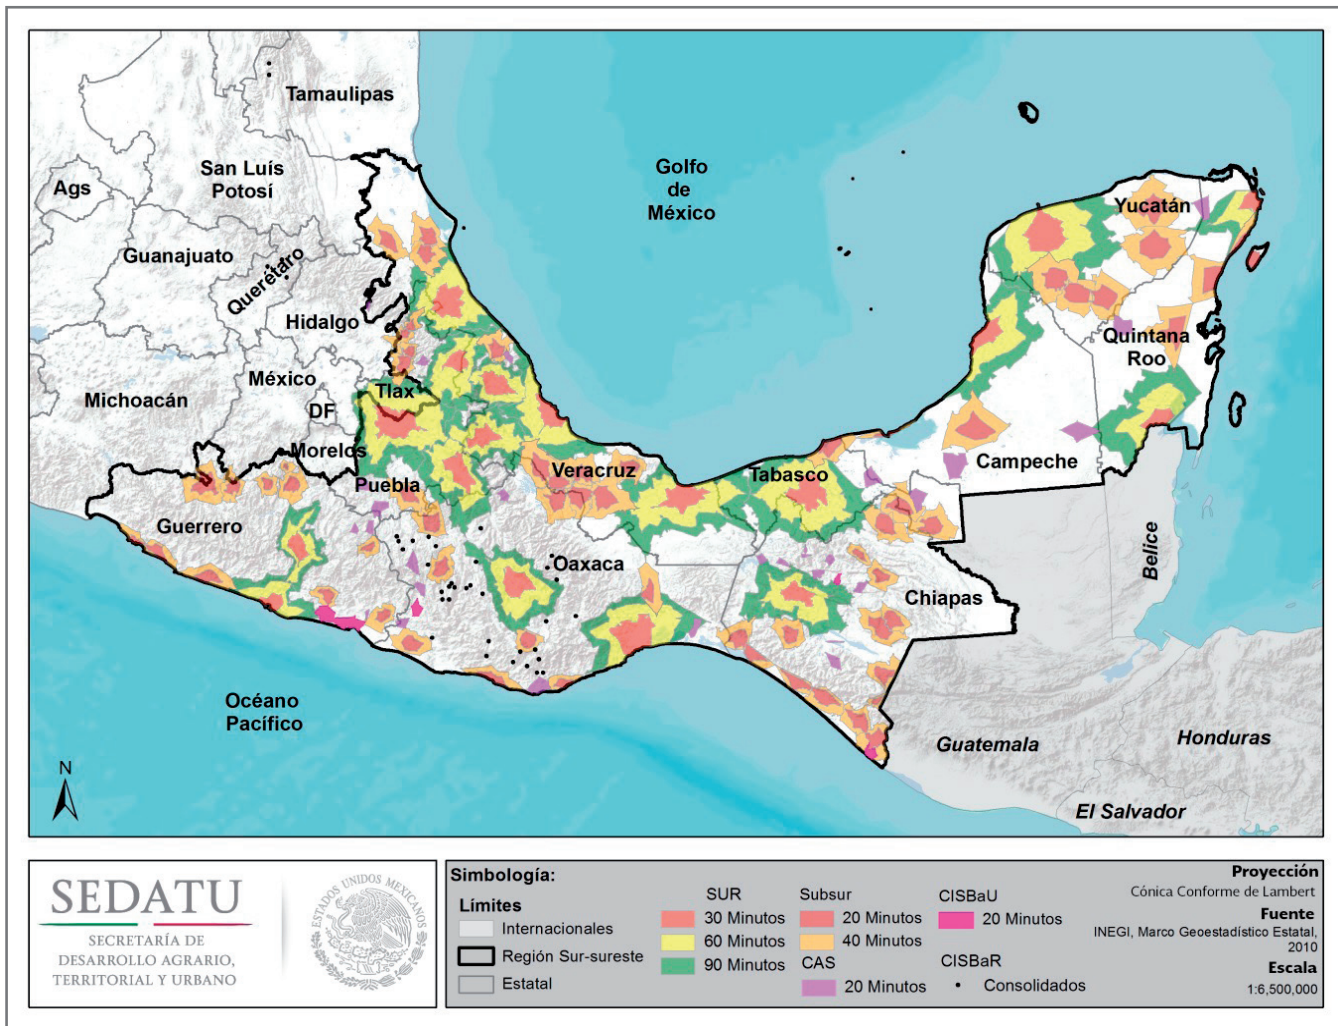 Tamaulipas
San Luís
Potosí
Ags
Guanajuato
Querétaro
Hidalgo
México
Michoacán
DF
Tlax
Morelos
Puebla
Guerrero
Veracruz
Oaxaca
Tabasco
Chiapas
Campeche
Yucatán
Quintana
Roo
Golfo
de
México
Océano
Pacífico
Belice
Guatemala
Honduras
El Salvador
N
SEDATU
SECRETARÍA DE
DESARROLLO AGRARIO,
TERRITORIAL Y URBANO
ESTADOS UNIDOS MEXICANOS
Simbología:
Límites
Internacionales
Región Sur-sureste
Estatal
SUR
30 Minutos
60 Minutos
90 Minutos
Subsur
20 Minutos
40 Minutos
CAS
20 Minutos
CISBaU
20 Minutos
CISBaR
Consolidados
Proyección
Cónica Conforme de Lambert
Fuente
INEGI, Marco Geoestadístico Estatal,
2010
Escala
1:6,500,000